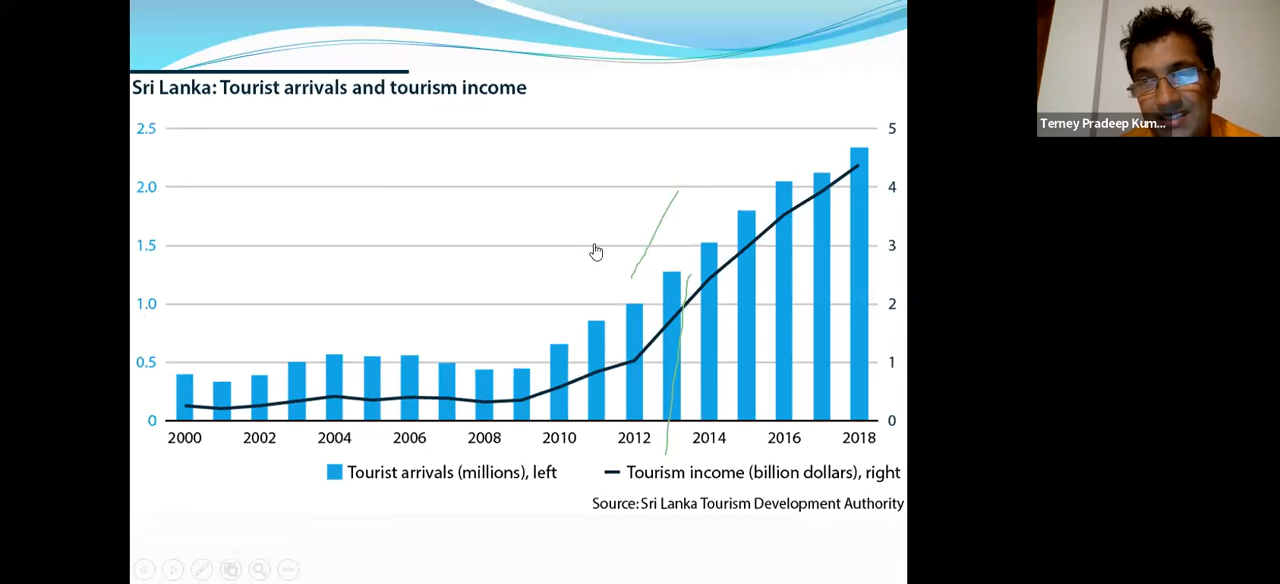 Sri Lanka: Tourist arrivals and tourism income
Terney Pradeep Kum...
2.5
2.0
1.5
1.0
0.5
0
5
4
3
2
1
0
2000 2002 2004 2006 2008 2010 2012 2014 2016 2018
Tourist arrivals (millions), left Tourism income (billion dollars), right
Source: Sri Lanka Tourism Development Authority